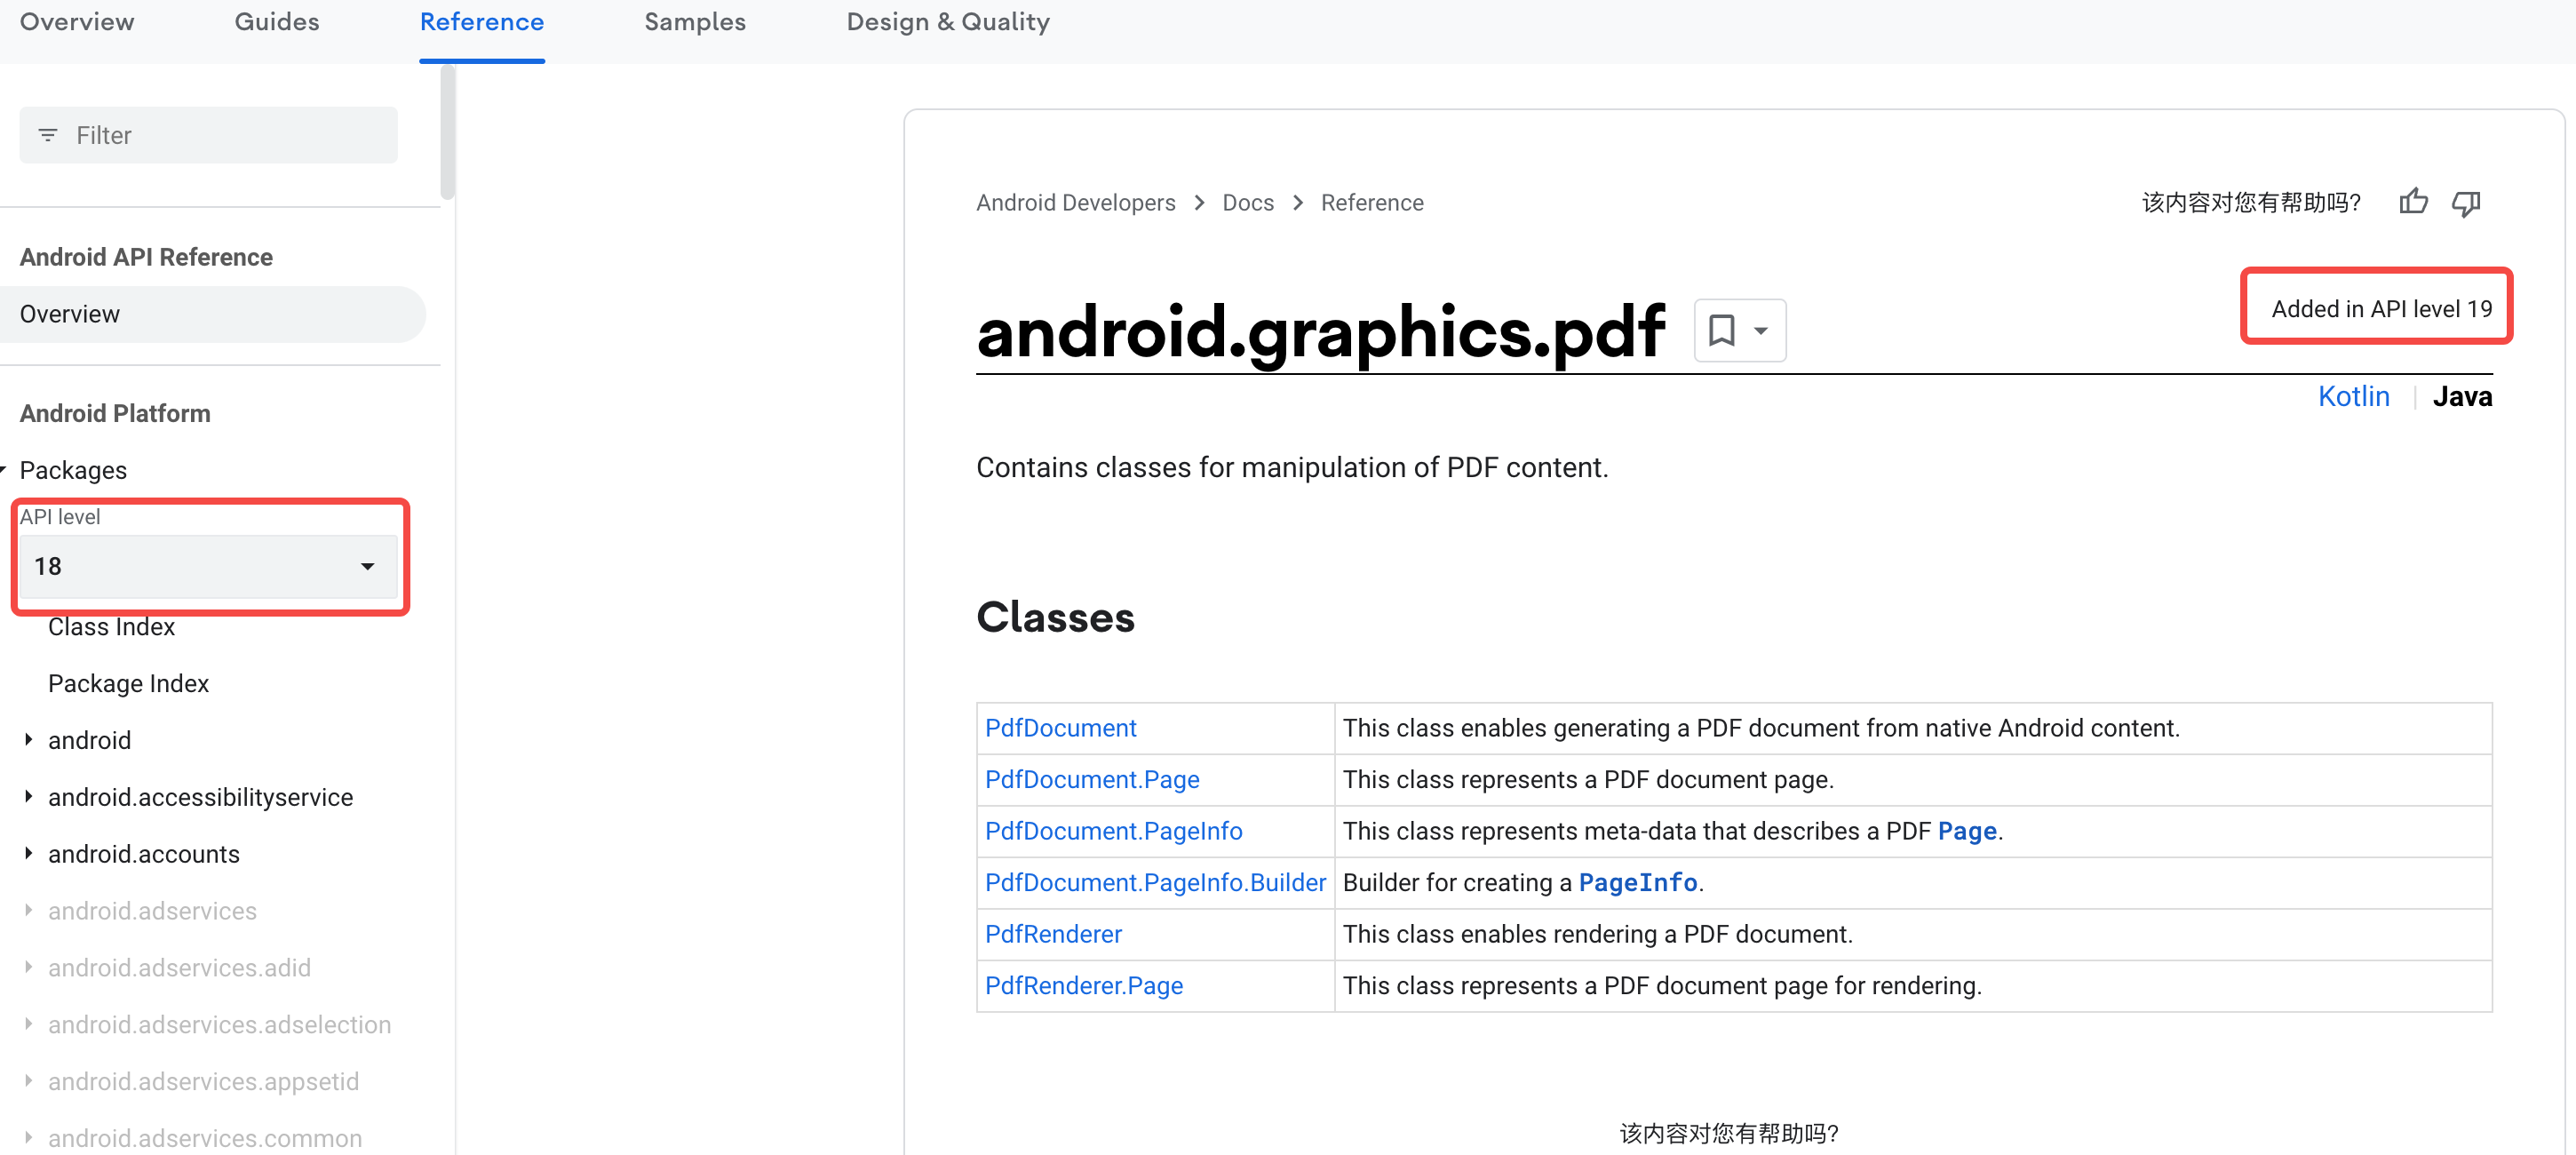 Overview Guides Reference Samples Design & Quality
Filter
Android API Reference
Overview
Android Platform
Packages
API level
18
Class Index
Package Index
android
android.accessibilityservice
android.accounts
android.adservices
android.adservices.adid
android.adservices.adselection
android.adservices.appsetid
android.adservices.common
Android Developers > Docs > Reference
该内容对您有帮助吗?
android.graphics.pdf
Added in API level 19
Kotlin | Java
Contains classes for manipulation of PDF content.
Classes
PdfDocument This class enables generating a PDF document from native Android content.
PdfDocument.Page This class represents a PDF document page.
PdfDocument.PageInfo This class represents meta-data that describes a PDF Page.
PdfDocument.PageInfo.Builder Builder for creating a PageInfo.
PdfRenderer This class enables rendering a PDF document.
PdfRenderer.Page This class represents a PDF document page for rendering.
该内容对您有帮助吗?